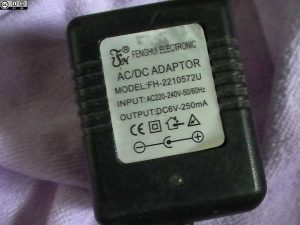 FENGHUI ELECTRONIC
AC/DC ADAPTOR
MODEL:FH-2210572U
INPUT:AC220-240V-50/60Hz
OUTPUT:DC6V-250mA